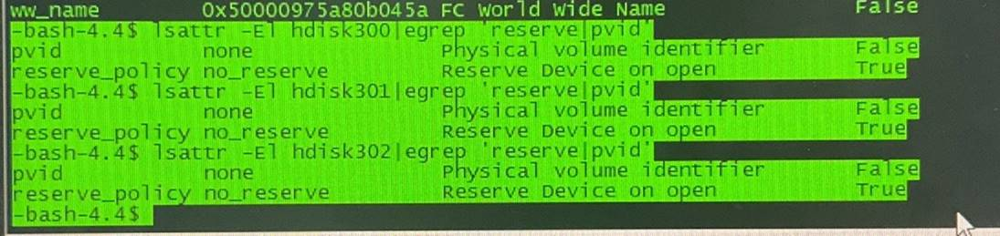 ww_name 0x50000975a80b045a FC World Wide Name False
-bash-4.4$ lsattr -El hdisk300|egrep 'reserve|pvid'
pvid none Physical volume identifier False
reserve_policy no_reserve Reserve Device on open True
-bash-4.4$ lsattr -El hdisk301|egrep 'reserve|pvid'
pvid none Physical volume identifier False
reserve_policy no_reserve Reserve Device on open True
-bash-4.4$ lsattr -El hdisk302|egrep 'reserve|pvid'
pvid none Physical volume identifier False
reserve_policy no_reserve Reserve Device on open True
-bash-4.4$